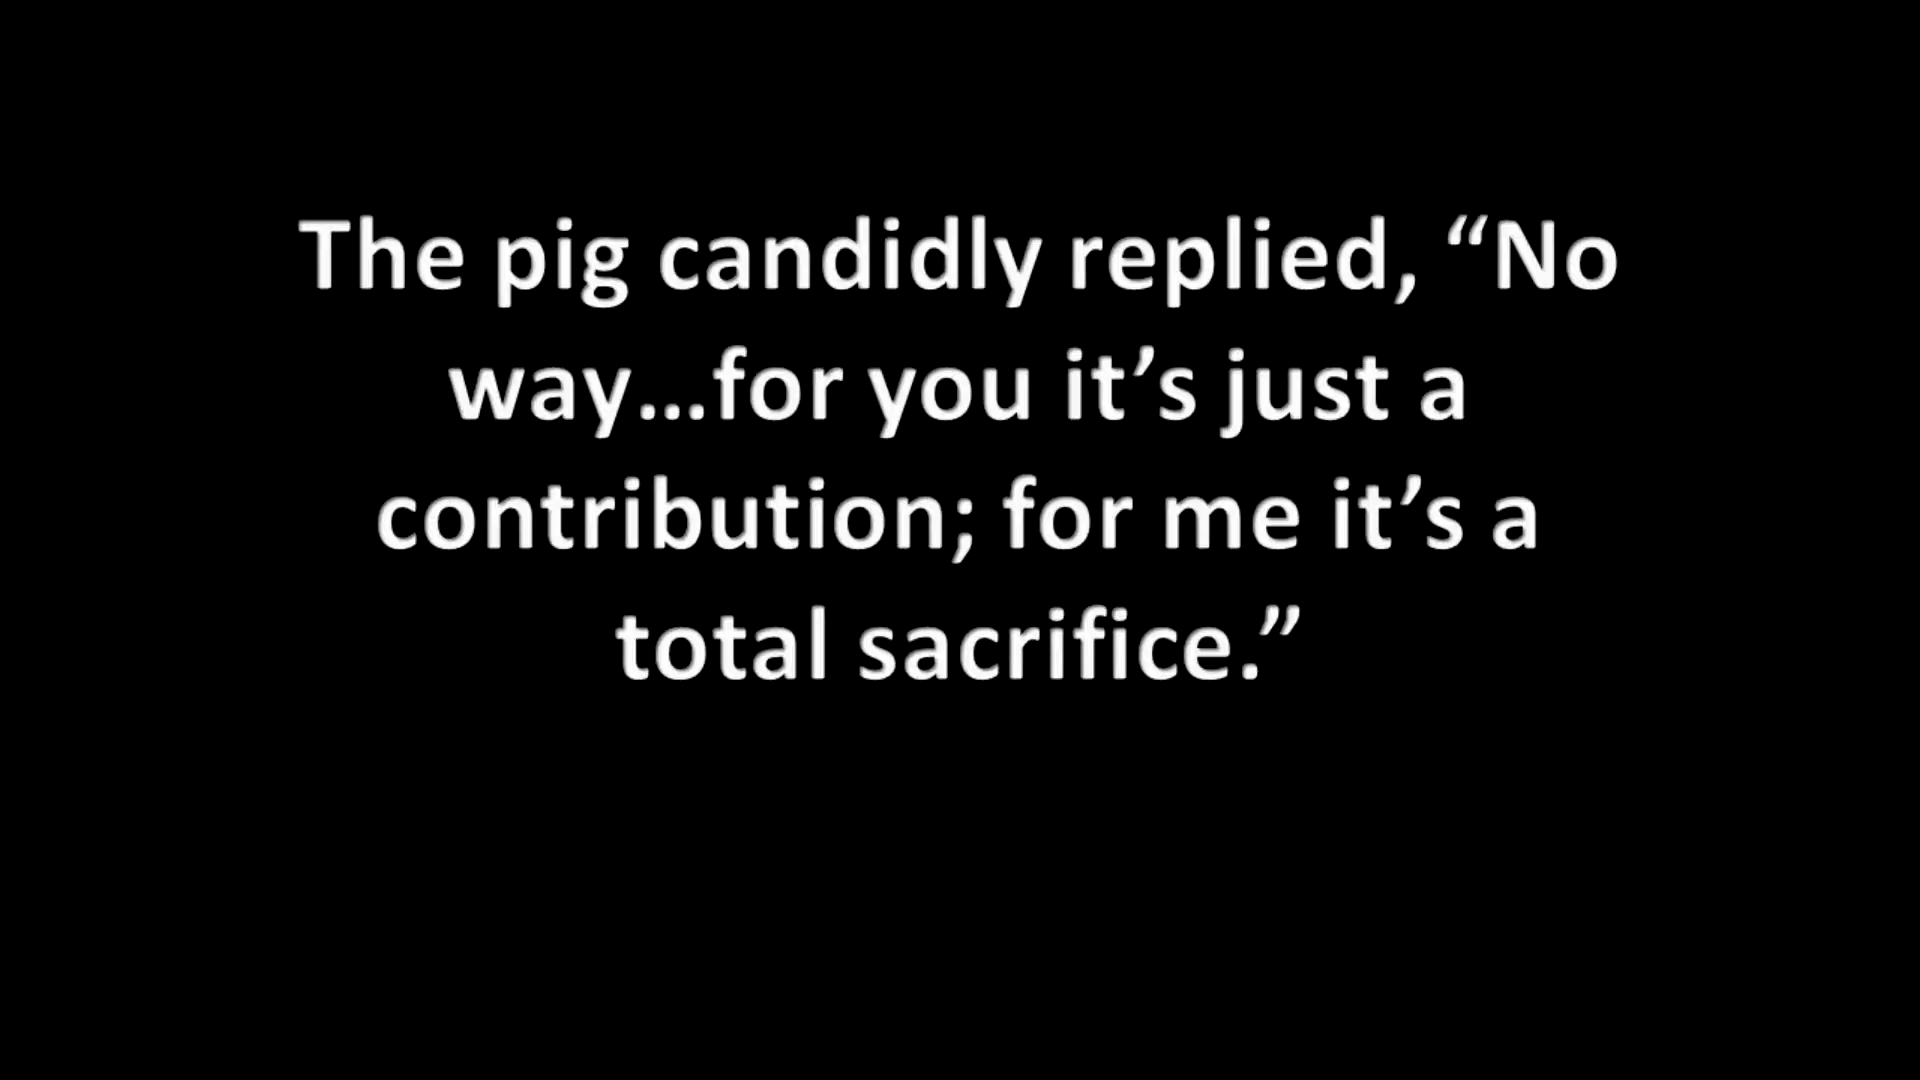 The pig candidly replied, “No
way…for you it’s just a
contribution; for me it’s a
total sacrifice.”